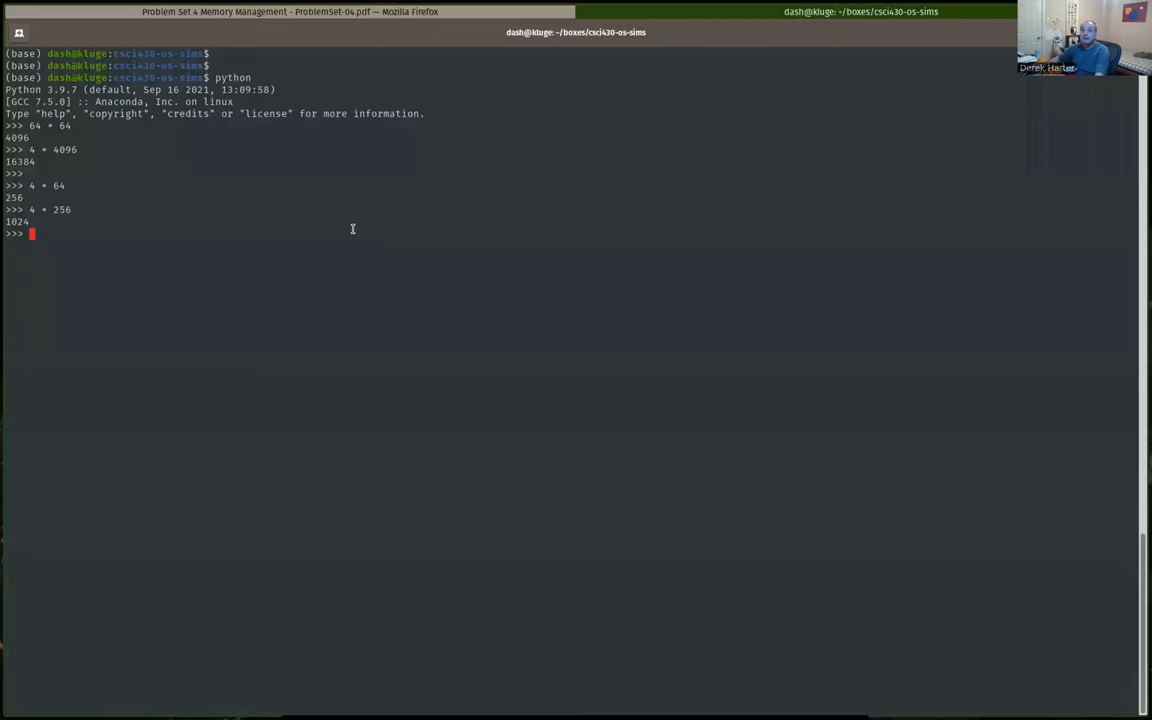 Problem Set 4 Memory Management - ProblemSet-04.pdf — Mozilla Firefox
dash@kluge: ~/boxes/csci430-os-sims
dash@kluge: ~/boxes/csci430-os-sims
Derek Harter
(base) dash@kluge:csci430-os-sims$
(base) dash@kluge:csci430-os-sims$
(base) dash@kluge:csci430-os-sims$ python
Python 3.9.7 (default, Sep 16 2021, 13:09:58)
[GCC 7.5.0] :: Anaconda, Inc. on linux
Type "help", "copyright", "credits" or "license" for more information.
>>> 64 * 64
4096
>>> 4 * 4096
16384
>>>
>>> 4 * 64
256
>>> 4 * 256
1024
>>>